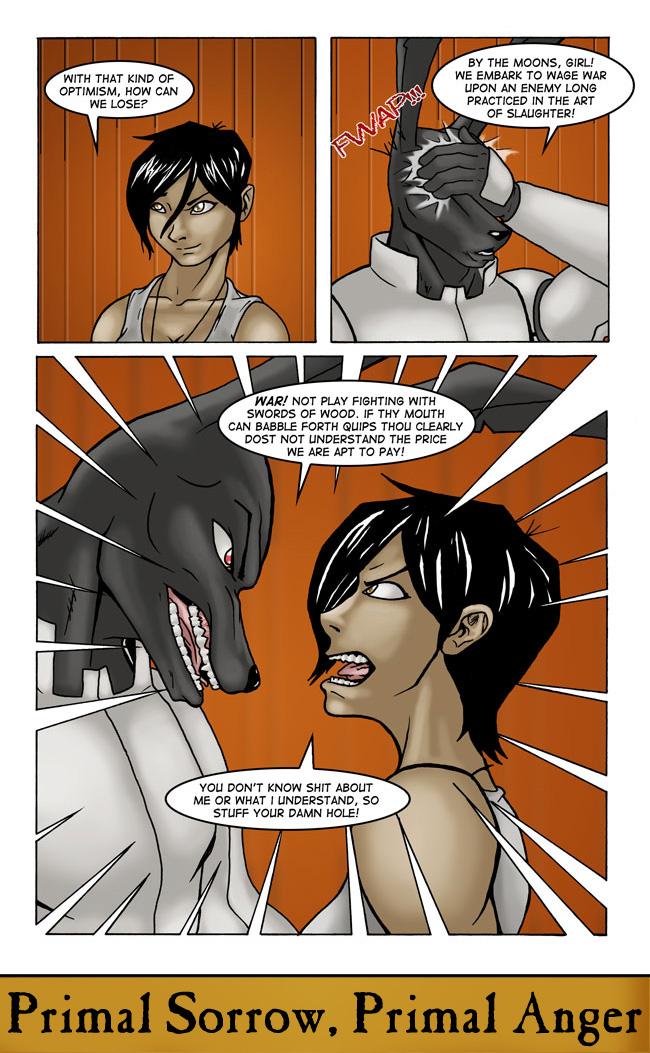 WITH THAT KIND OF
OPTIMISM, HOW CAN
WE LOSE?
FWAP!!!
BY THE MOONS, GIRL!
WE EMBARK TO WAGE WAR
UPON AN ENEMY LONG
PRACTICED IN THE ART
OF SLAUGHTER!
WAR! NOT PLAY FIGHTING WITH
SWORDS OF WOOD. IF THY MOUTH
CAN BABBLE FORTH QUIPS THOU CLEARLY
DOST NOT UNDERSTAND THE PRICE
WE ARE APT TO PAY!
YOU DON'T KNOW SHIT ABOUT
ME OR WHAT I UNDERSTAND, SO
STUFF YOUR DAMN HOLE!
Primal Sorrow, Primal Anger